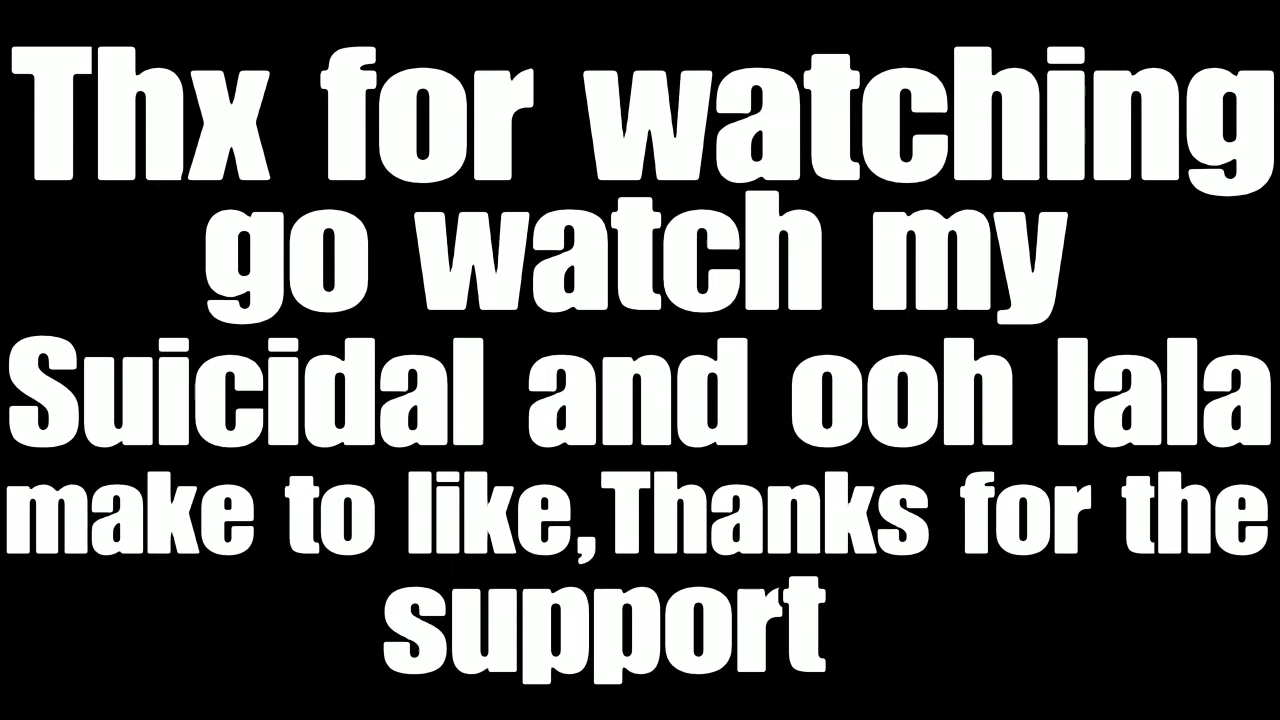 Thx for watching
go watch my
Suicidal and ooh lala
make to like,Thanks for the
support